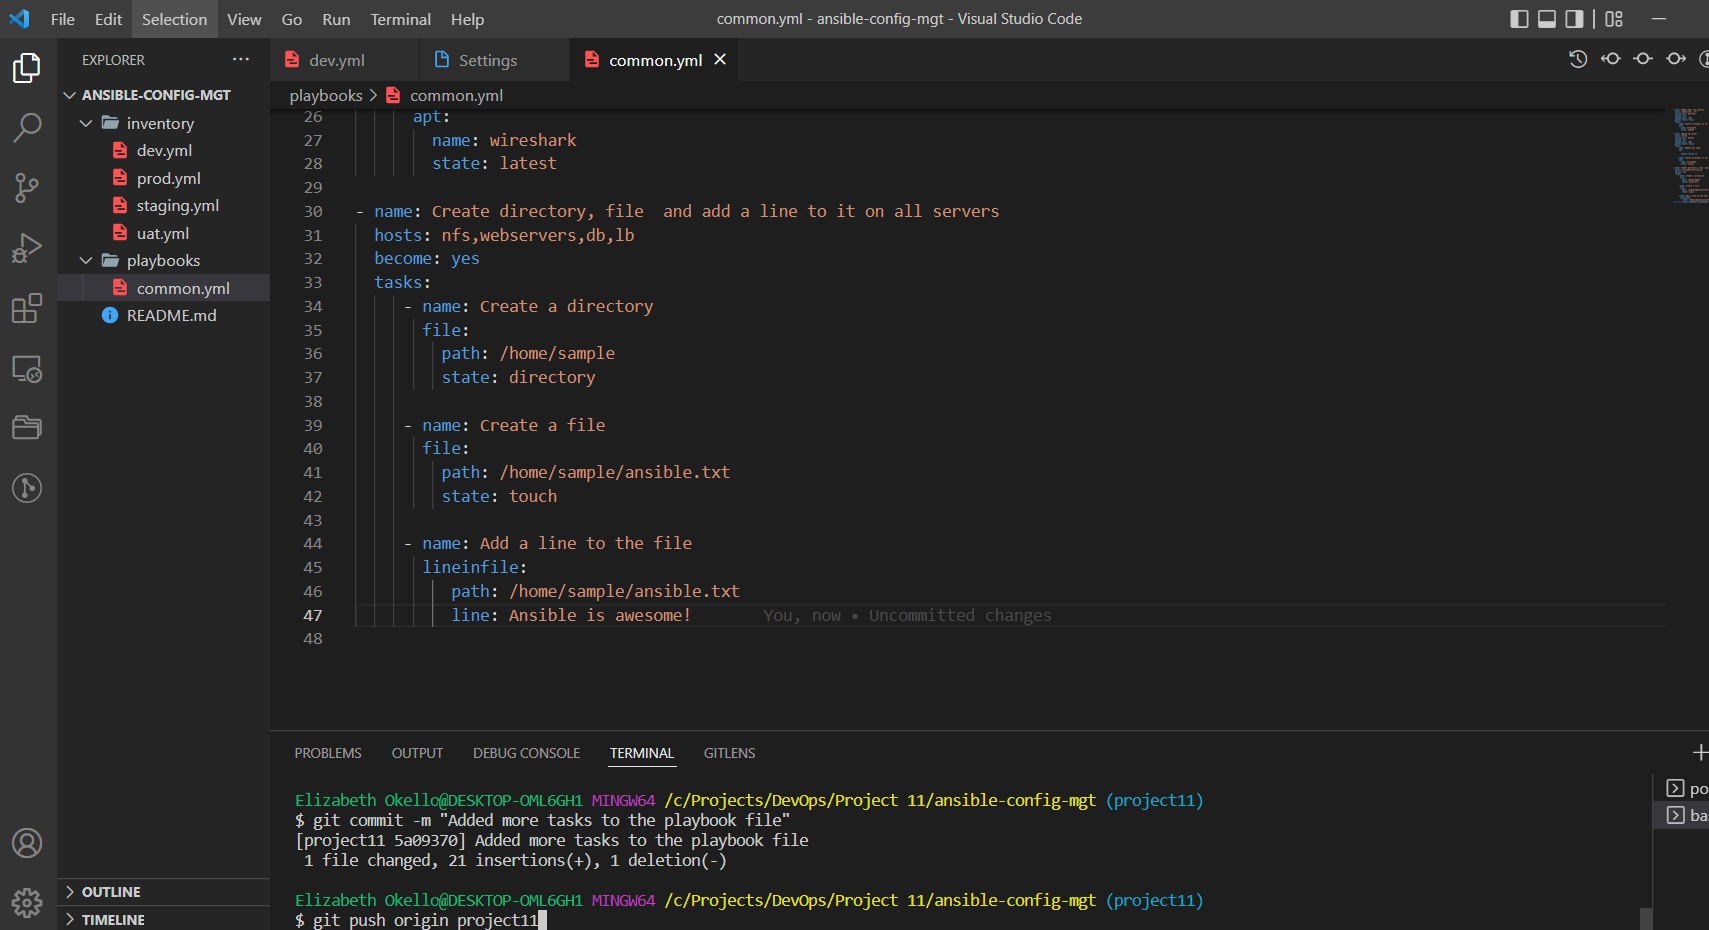 File Edit Selection View Go Run Terminal Help
common.yml - ansible-config-mgt - Visual Studio Code
EXPLORER
ANSIBLE-CONFIG-MGT
inventory
dev.yml
prod.yml
staging.yml
uat.yml
playbooks
common.yml
README.md
OUTLINE
TIMELINE
dev.yml Settings common.yml
playbooks common.yml
26 apt:
27 name: wireshark
28 state: latest
29
30 - name: Create directory, file  and add a line to it on all servers
31 hosts: nfs,webservers,db,lb
32 become: yes
33 tasks:
34 - name: Create a directory
35 file:
36 path: /home/sample
37 state: directory
38
39 - name: Create a file
40 file:
41 path: /home/sample/ansible.txt
42 state: touch
43
44 - name: Add a line to the file
45 lineinfile:
46 path: /home/sample/ansible.txt
47 line: Ansible is awesome! You, now • Uncommitted changes
48
PROBLEMS OUTPUT DEBUG CONSOLE TERMINAL GITLENS
Elizabeth Okello@DESKTOP-OML6GH1 MINGW64 /c/Projects/DevOps/Project 11/ansible-config-mgt (project11)
$ git commit -m "Added more tasks to the playbook file"
[project11 5a09370] Added more tasks to the playbook file
1 file changed, 21 insertions(+), 1 deletion(-)
Elizabeth Okello@DESKTOP-OML6GH1 MINGW64 /c/Projects/DevOps/Project 11/ansible-config-mgt (project11)
$ git push origin project11
po
bas